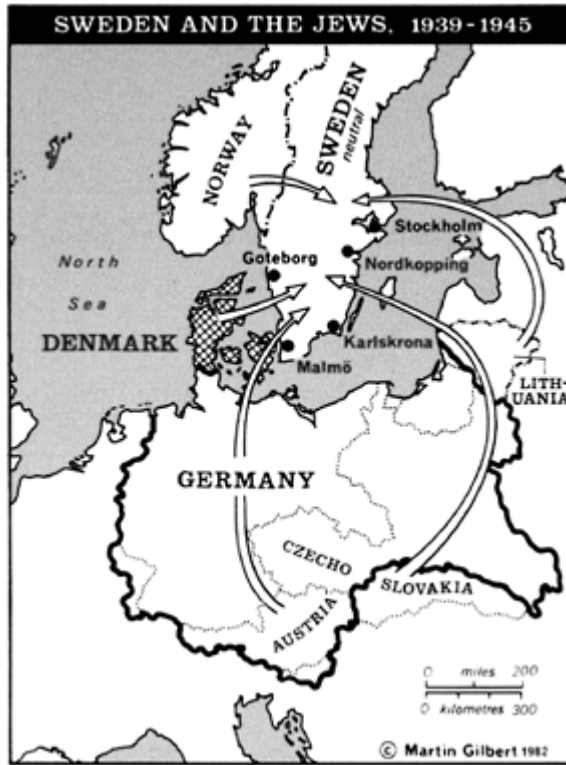 SWEDEN AND THE JEWS, 1939-1945
NORWAY
SWEDEN
neutral
Stockholm
Goteborg
Nordkopping
North
Sea
DENMARK
Karlskrona
Malmö
LITH-
UANIA
GERMANY
CZECHO
SLOVAKIA
AUSTRIA
0 miles 200
0 kilometres 300
© Martin Gilbert 1982